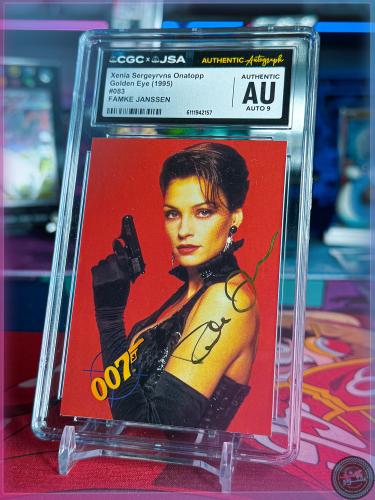 CGC × JSA
AUTHENTIC Autograph
Xenia Sergeyrvns Onatopp
Golden Eye (1995)
#083
FAMKE JANSSEN
6111942157
AUTHENTIC
AU
AUTO 9
007